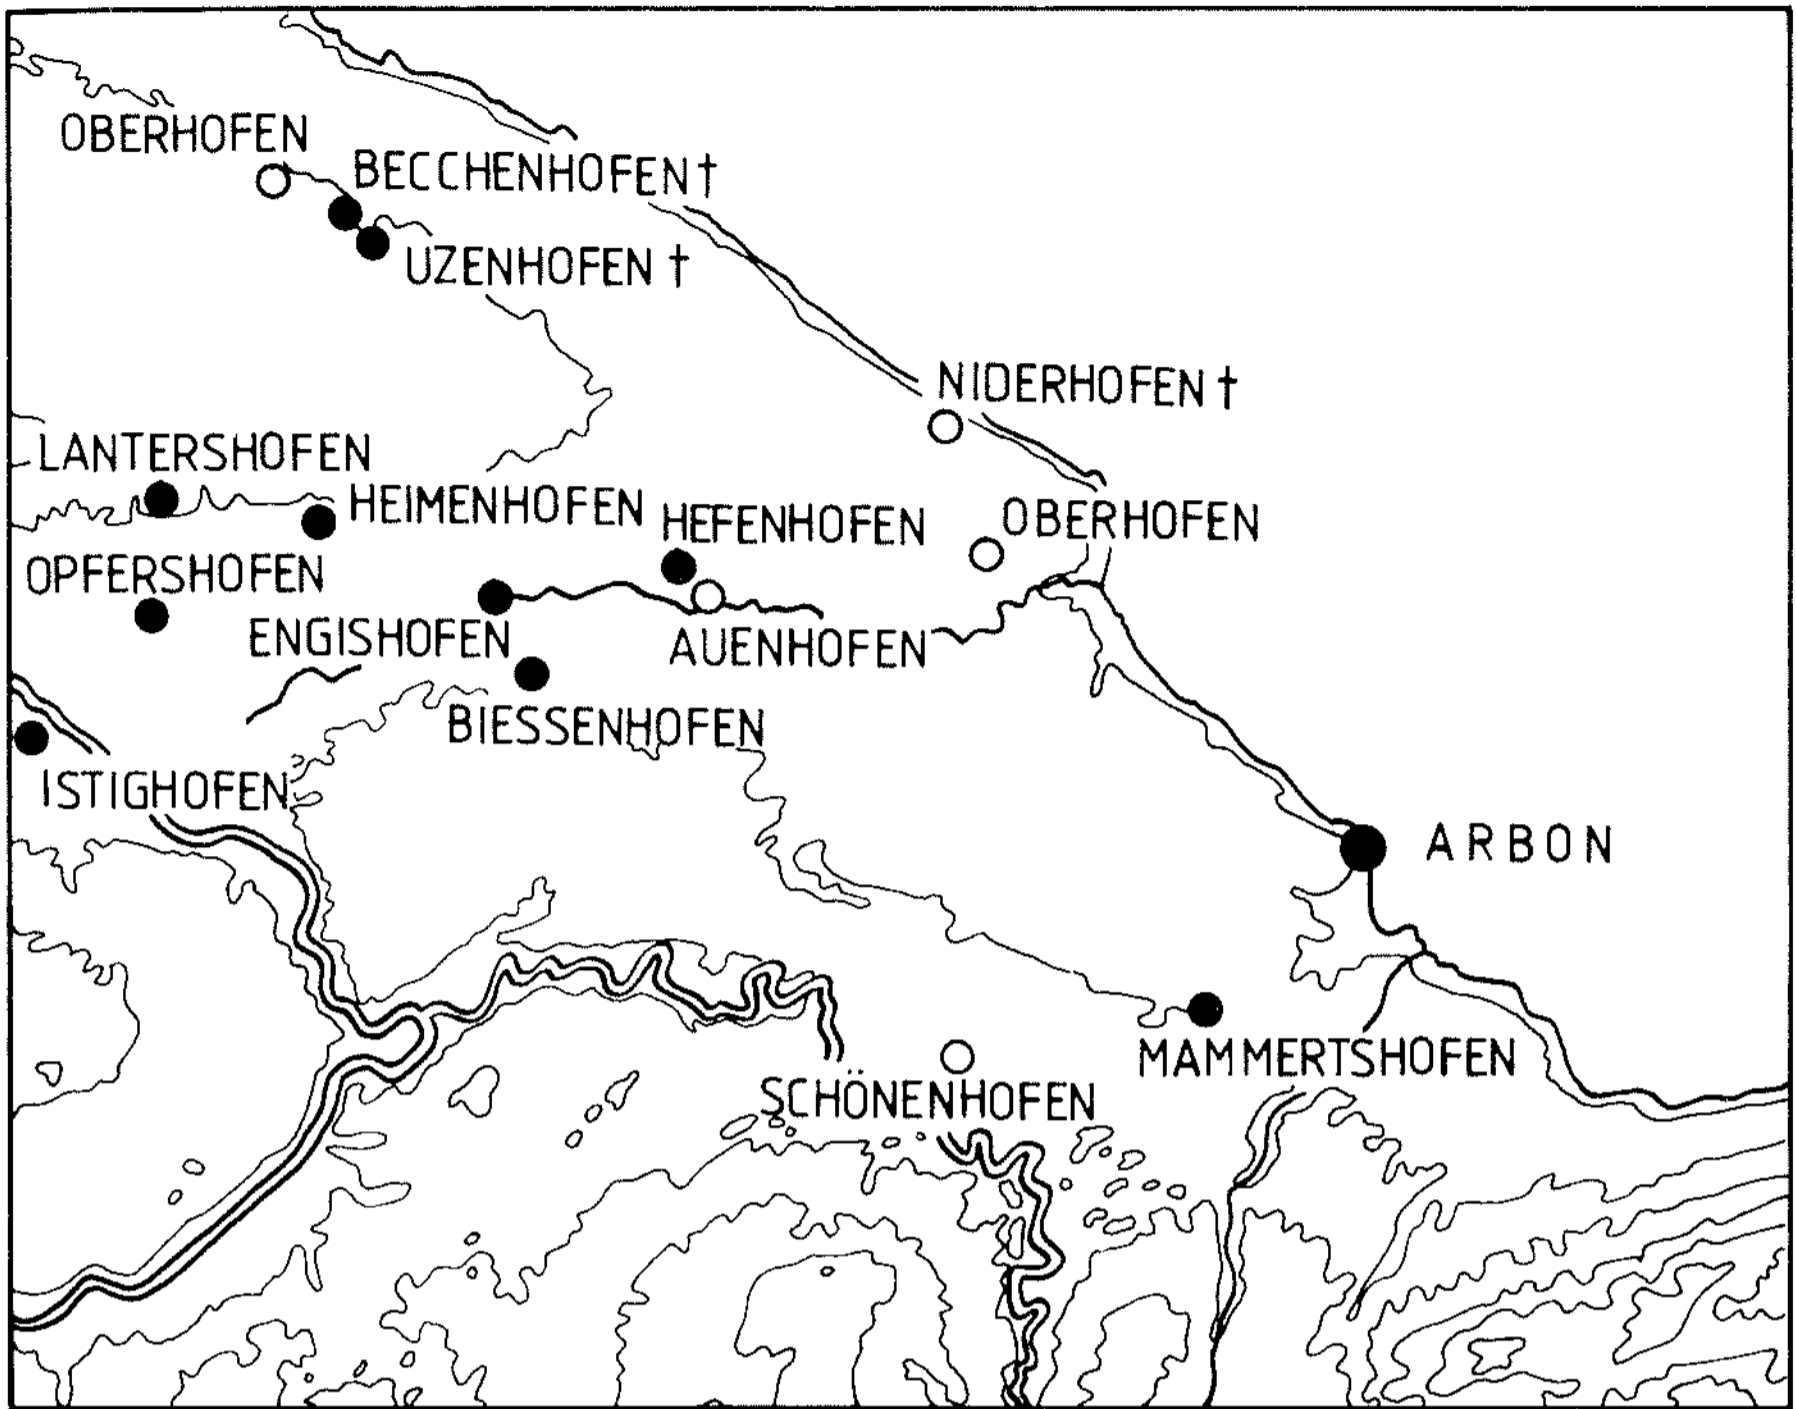 OBERHOFEN
BECCHENHOFEN †
UZENHOFEN †
NIDERHOFEN †
LANTERSHOFEN
HEIMENHOFEN
HEFENHOFEN
OBERHOFEN
OPFERSHOFEN
ENGISHOFEN
AUENHOFEN
BIESSENHOFEN
ISTIGHOFEN
ARBON
MAMMERTSHOFEN
SCHÖNENHOFEN